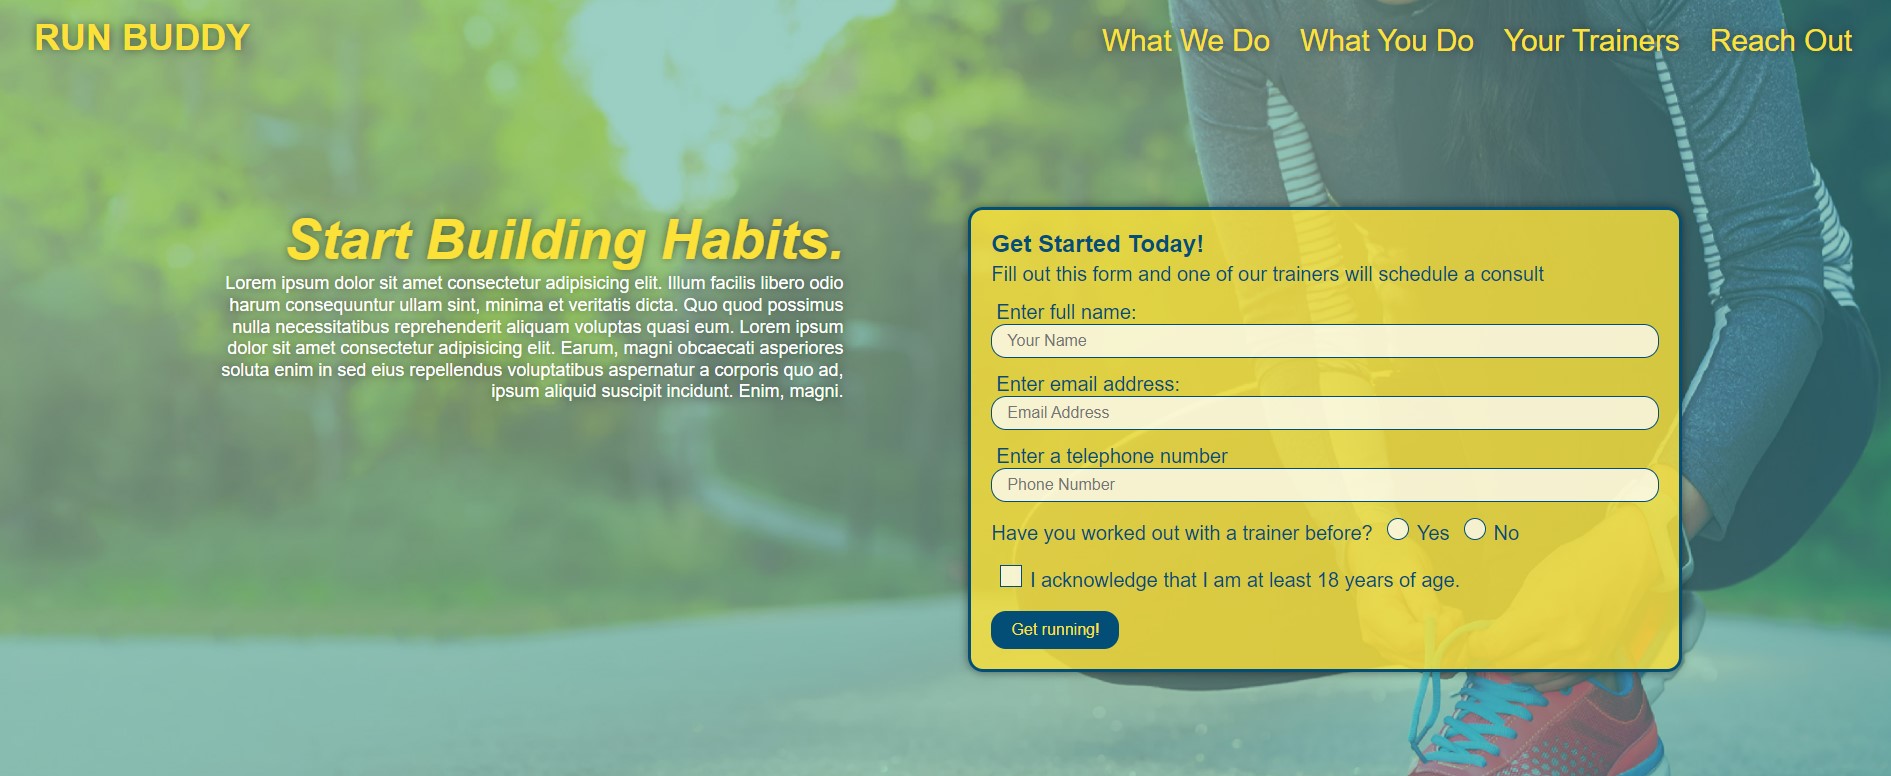 RUN BUDDY
What We Do What You Do Your Trainers Reach Out
Start Building Habits.
Lorem ipsum dolor sit amet consectetur adipisicing elit. Illum facilis libero odio
harum consequuntur ullam sint, minima et veritatis dicta. Quo quod possimus
nulla necessitatibus reprehenderit aliquam voluptas quasi eum. Lorem ipsum
dolor sit amet consectetur adipisicing elit. Earum, magni obcaecati asperiores
soluta enim in sed eius repellendus voluptatibus aspernatur a corporis quo ad,
ipsum aliquid suscipit incidunt. Enim, magni.
Get Started Today!
Fill out this form and one of our trainers will schedule a consult
Enter full name:
Your Name
Enter email address:
Email Address
Enter a telephone number
Phone Number
Have you worked out with a trainer before? Yes No
I acknowledge that I am at least 18 years of age.
Get running!